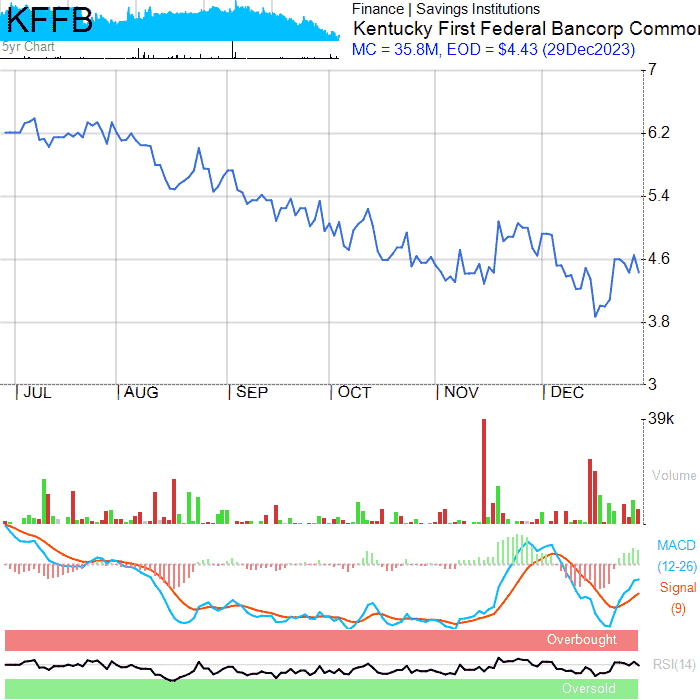 KFFB
5yr Chart
Finance | Savings Institutions
Kentucky First Federal Bancorp Common
MC = 35.8M, EOD = $4.43 (29Dec2023)
7
6.2
5.4
4.6
3.8
3
| JUL | AUG | SEP | OCT | NOV | DEC
39k
Volume
MACD
(12-26)
Signal
(9)
Overbought
RSI(14)
Oversold